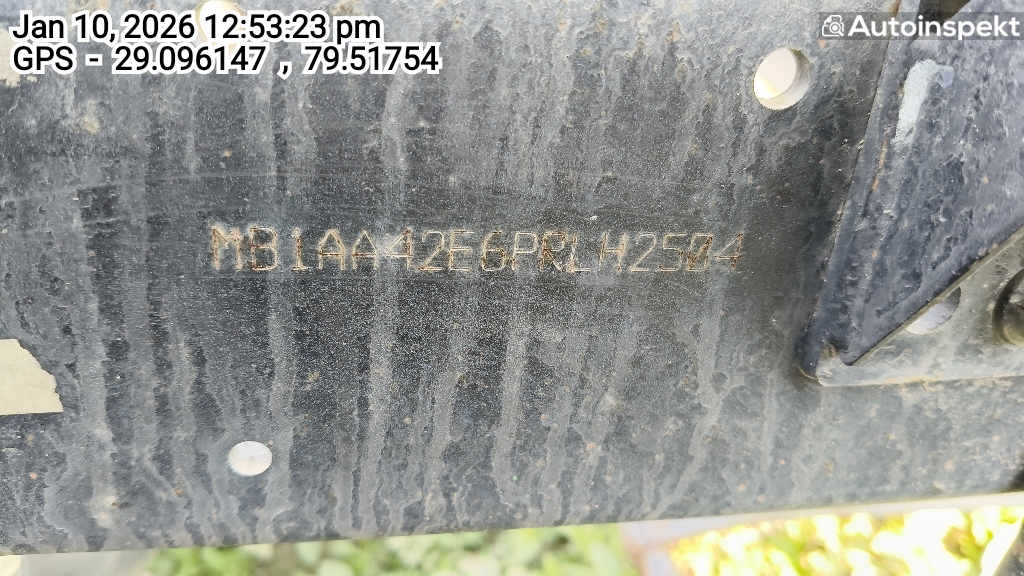 Jan 10, 2026 12:53:23 pm
GPS - 29.096147 , 79.51754
Autoinspekt
MB1AA42E6PRLH2504